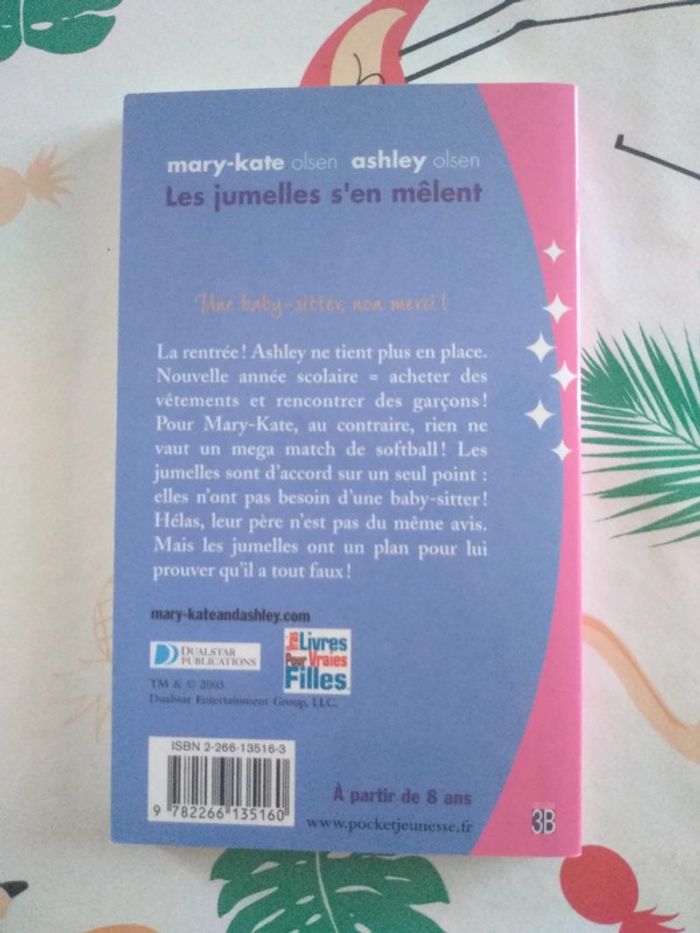 mary-kate olsen ashley olsen
Les jumelles s'en mêlent
Une baby-sitter, non merci !
La rentrée ! Ashley ne tient plus en place.
Nouvelle année scolaire = acheter des
vêtements et rencontrer des garçons !
Pour Mary-Kate, au contraire, rien ne
vaut un mega match de softball ! Les
jumelles sont d'accord sur un seul point :
elles n'ont pas besoin d'une baby-sitter !
Hélas, leur père n'est pas du même avis.
Mais les jumelles ont un plan pour lui
prouver qu'il a tout faux !
mary-kateandashley.com
DUALSTAR
PUBLICATIONS
Vrais Livres
Pour Vraies
Filles
TM & © 2003
Dualstar Entertainment Group, LLC.
ISBN 2-266-13516-3
9 782266 135160
À partir de 8 ans
www.pocketjeunesse.fr
3B